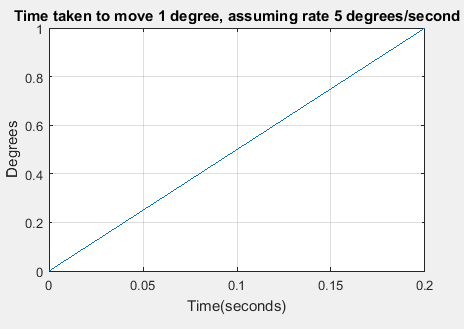 Time taken to move 1 degree, assuming rate 5 degrees/second
1
0.8
0.6
0.4
0.2
0
Degrees
0 0.05 0.1 0.15 0.2
Time(seconds)